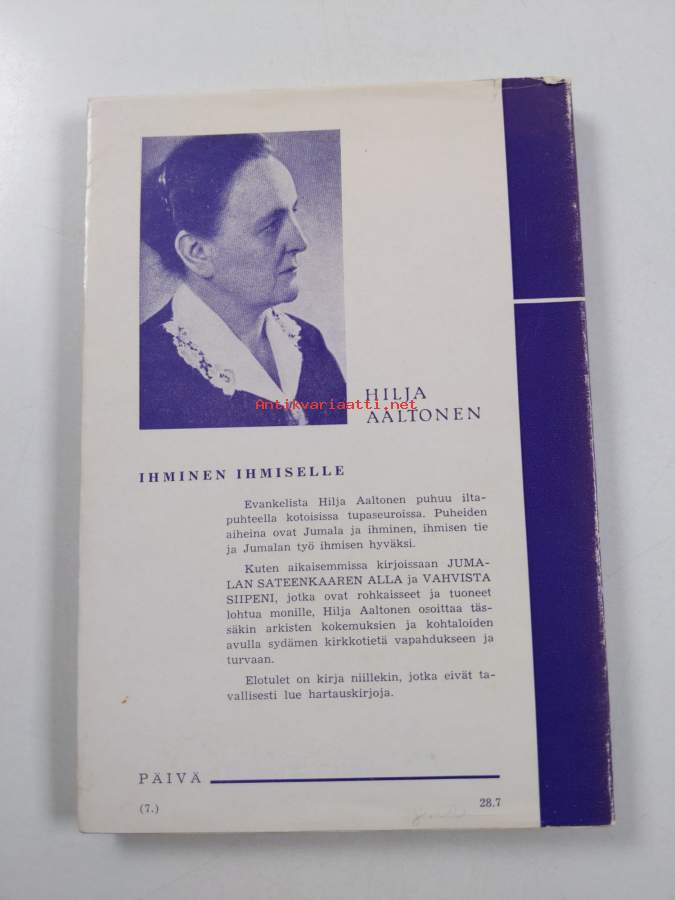 HILJA
Antikvariaatti.net
AALTONEN
IHMINEN IHMISELLE
Evankelista Hilja Aaltonen puhuu ilta-
puhteella kotoisissa tupaseuroissa. Puheiden
aiheina ovat Jumala ja ihminen, ihmisen tie
ja Jumalan työ ihmisen hyväksi.
Kuten aikaisemmissa kirjoissaan JUMA-
LAN SATEENKAAREN ALLA ja VAHVISTA
SIIPENI, jotka ovat rohkaisseet ja tuoneet
lohtua monille, Hilja Aaltonen osoittaa täs-
säkin arkisten kokemuksien ja kohtaloiden
avulla sydämen kirkkotietä vapahdukseen ja
turvaan.
Elotulet on kirja niillekin, jotka eivät ta-
vallisesti lue hartauskirjoja.
PÄIVÄ
(7.) 28.7